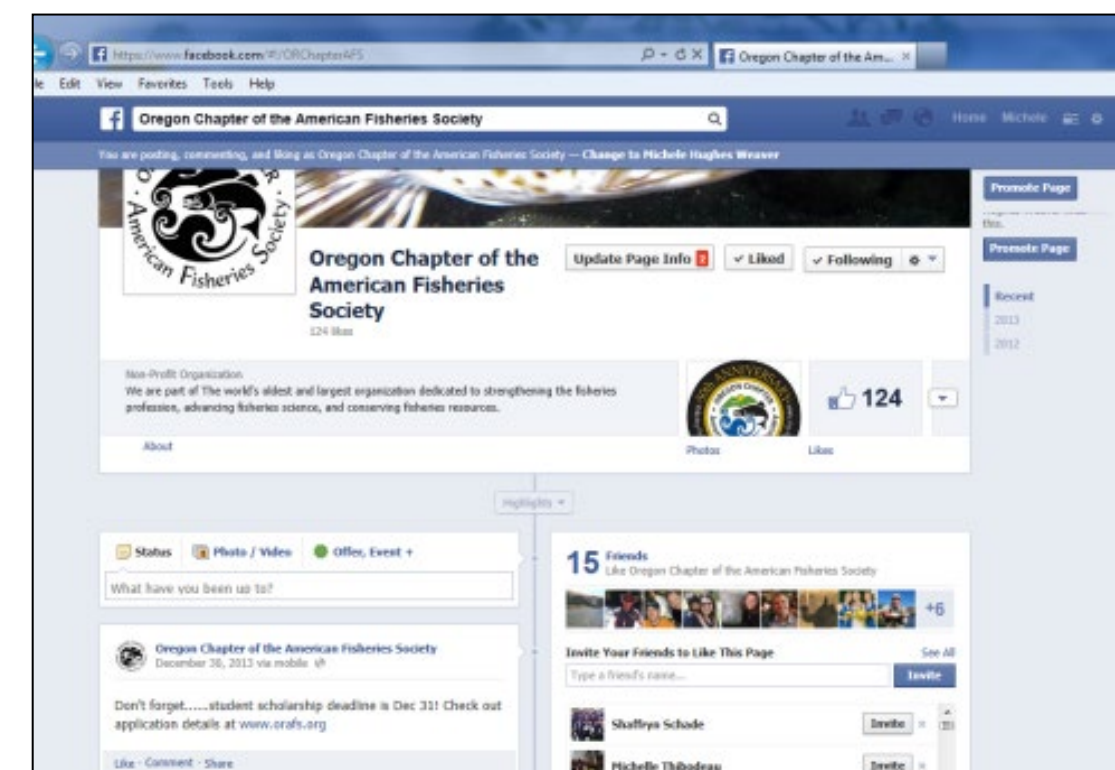 https://www.facebook.com/#!/ORChapterAFS
Oregon Chapter of the Am...
Edit View Favorites Tools Help
Oregon Chapter of the American Fisheries Society
Home Michele
You are posting, commenting, and liking as Oregon Chapter of the American Fisheries Society — Change to Michele Hughes Weaver
American Fisheries Society
Oregon Chapter of the
American Fisheries
Society
124 likes
Update Page Info 2
Liked
Following
Promote Page
this.
Promote Page
Recent
2013
2012
Non-Profit Organization
We are part of The world's oldest and largest organization dedicated to strengthening the fisheries
profession, advancing fisheries science, and conserving fisheries resources.
About
ANNIVERSARY
OREGON CHAPTER
124
Photos
Likes
Highlights
Status Photo / Video Offer, Event +
What have you been up to?
Oregon Chapter of the American Fisheries Society
December 30, 2013 via mobile
Don't forget......student scholarship deadline is Dec 31! Check out
application details at www.orafs.org
Like · Comment · Share
15 Friends
Like Oregon Chapter of the American Fisheries Society
+6
Invite Your Friends to Like This Page See All
Type a friend's name... Invite
Shaffryn Schade Invite
Michelle Thibodeau Invite